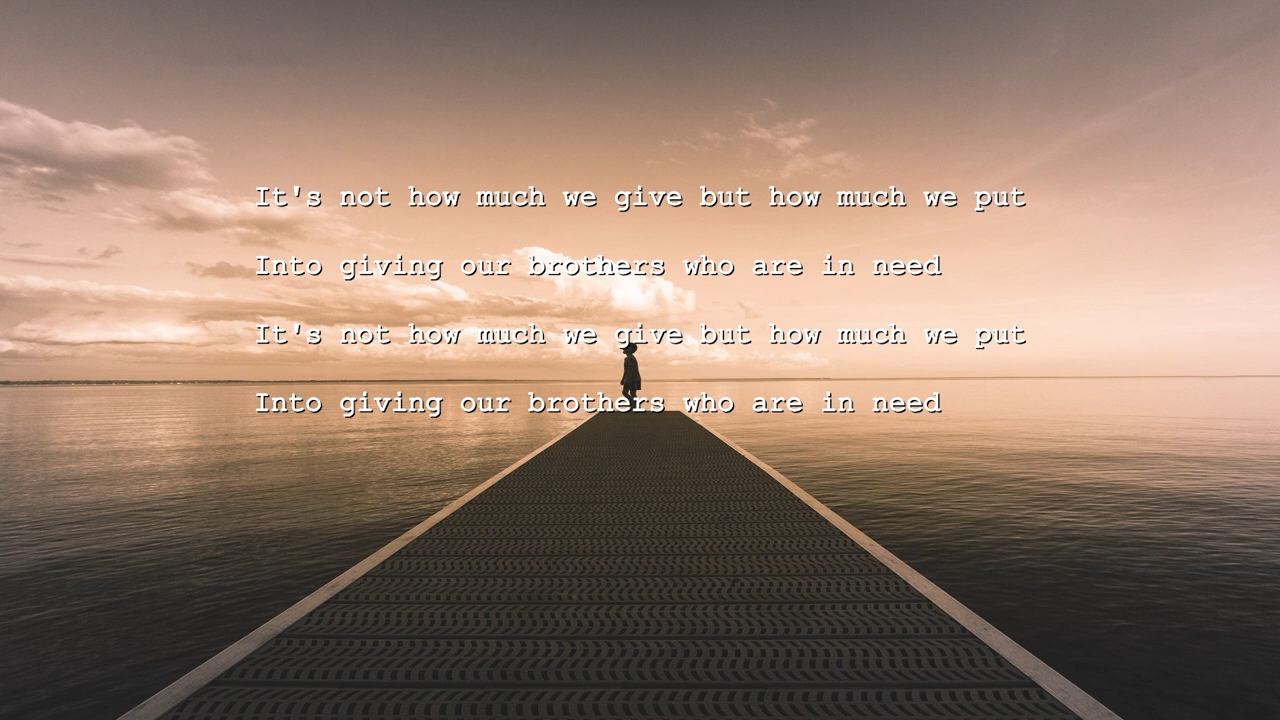 It's not how much we give but how much we put
Into giving our brothers who are in need
It's not how much we give but how much we put
Into giving our brothers who are in need